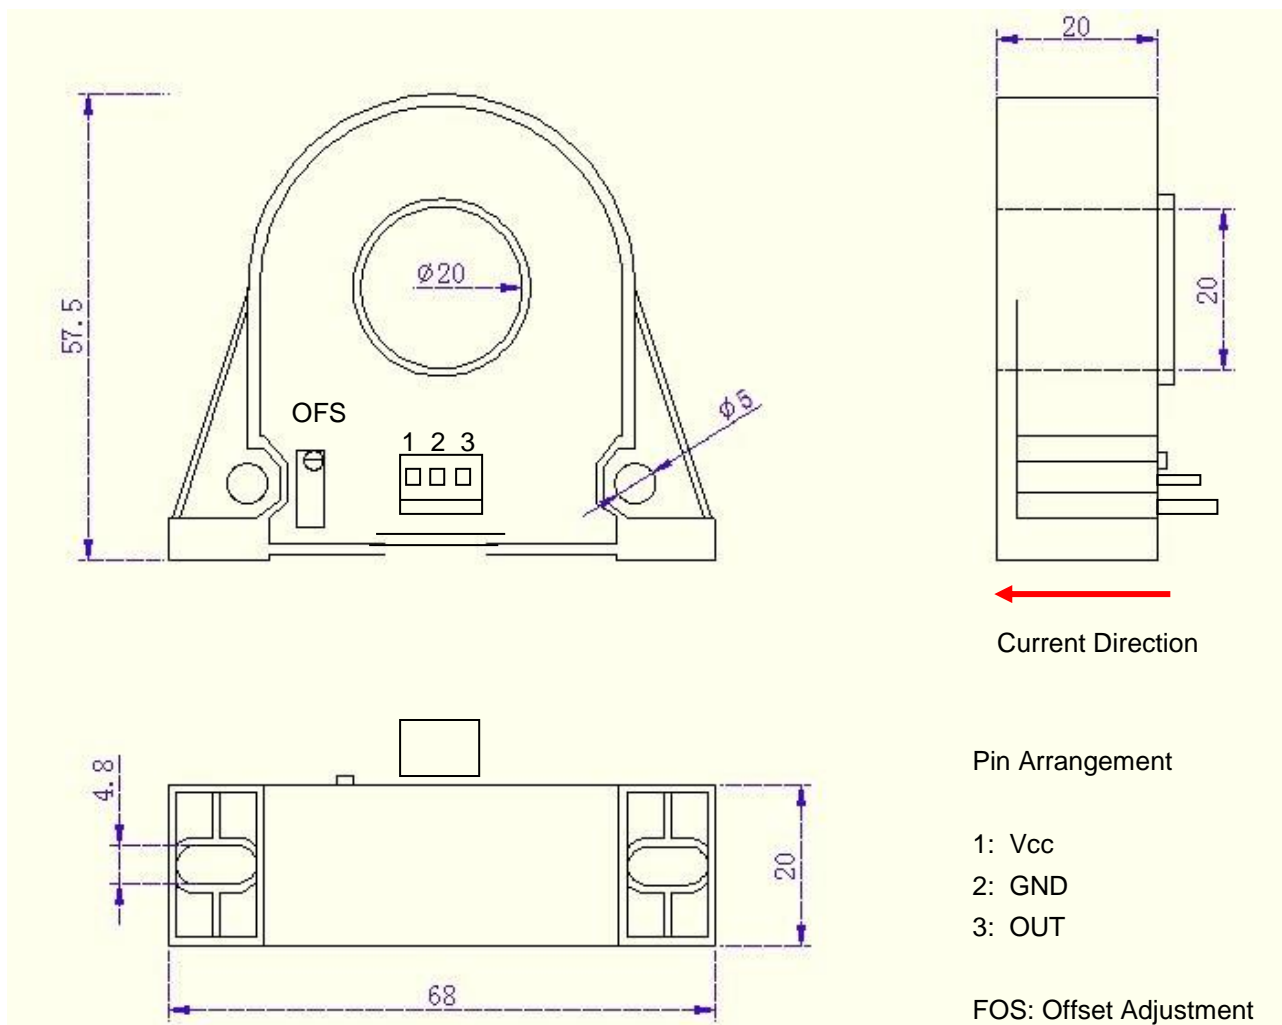 20
57.5
Ø20
20
OFS
Ø5
1 2 3
Current Direction
4.8
20
68
Pin Arrangement
1: Vcc
2: GND
3: OUT
FOS: Offset Adjustment